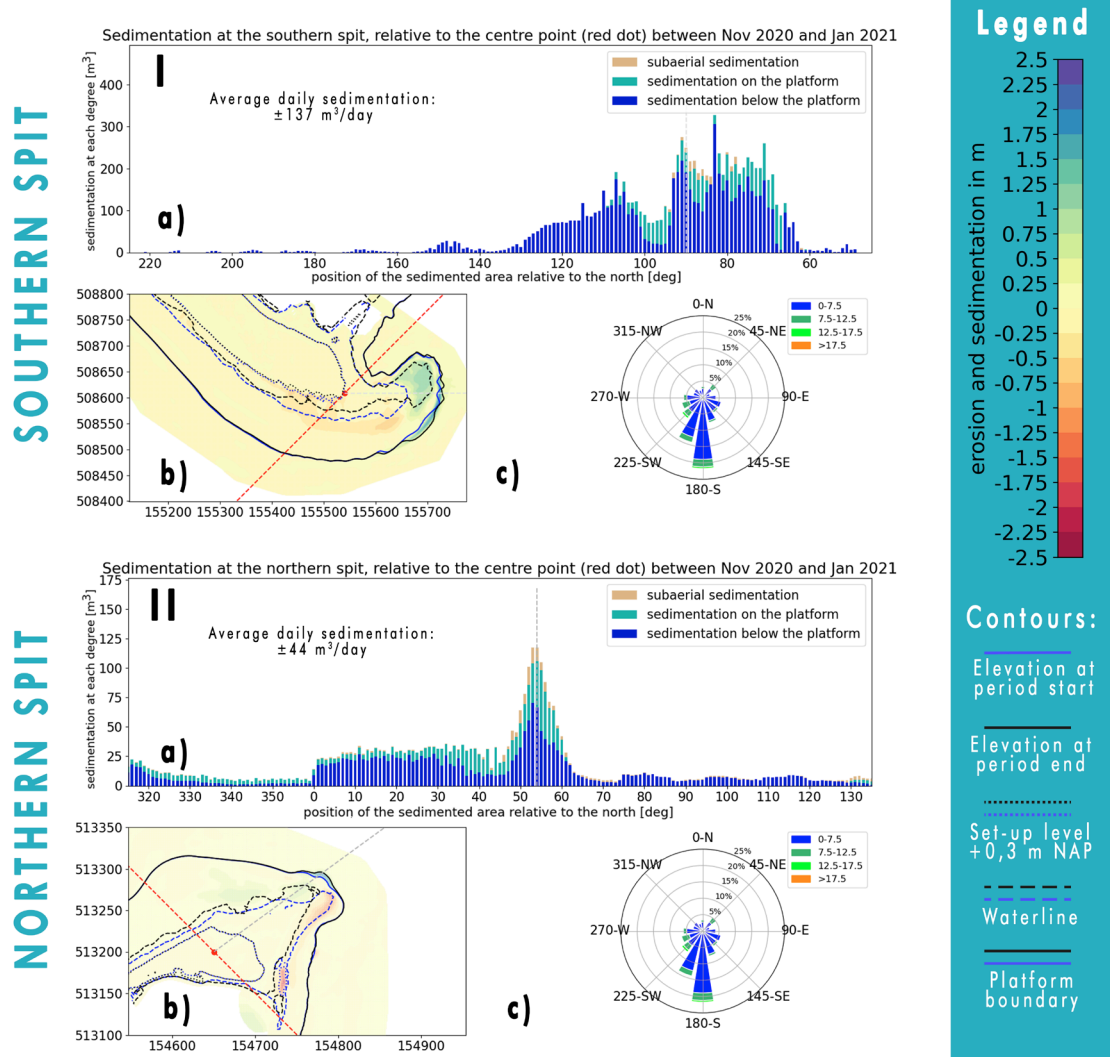 SOUTHERN SPIT
Sedimentation at the southern spit, relative to the centre point (red dot) between Nov 2020 and Jan 2021
sedimentation at each degree [m³]
400
300
200
100
0
I
Average daily sedimentation:
±137 m³/day
subaerial sedimentation
sedimentation on the platform
sedimentation below the platform
a)
220 200 180 160 140 120 100 80 60
position of the sedimented area relative to the north [deg]
508800
508750
508700
508650
508600
508550
508500
508450
508400
155200 155300 155400 155500 155600 155700
b)
c)
0-N
45-NE
90-E
145-SE
180-S
225-SW
270-W
315-NW
25%
20%
15%
10%
5%
0-7.5
7.5-12.5
12.5-17.5
>17.5
NORTHERN SPIT
Sedimentation at the northern spit, relative to the centre point (red dot) between Nov 2020 and Jan 2021
sedimentation at each degree [m³]
175
150
125
100
75
50
25
0
II
Average daily sedimentation:
±44 m³/day
subaerial sedimentation
sedimentation on the platform
sedimentation below the platform
a)
320 330 340 350 0 10 20 30 40 50 60 70 80 90 100 110 120 130
position of the sedimented area relative to the north [deg]
513350
513300
513250
513200
513150
513100
154600 154700 154800 154900
b)
c)
0-N
45-NE
90-E
145-SE
180-S
225-SW
270-W
315-NW
25%
20%
15%
10%
5%
0-7.5
7.5-12.5
12.5-17.5
>17.5
Legend
erosion and sedimentation in m
2.5
2.25
2
1.75
1.5
1.25
1
0.75
0.5
0.25
0
-0.25
-0.5
-0.75
-1
-1.25
-1.5
-1.75
-2
-2.25
-2.5
Contours:
Elevation at
period start
Elevation at
period end
Set-up level
+0,3 m NAP
Waterline
Platform
boundary